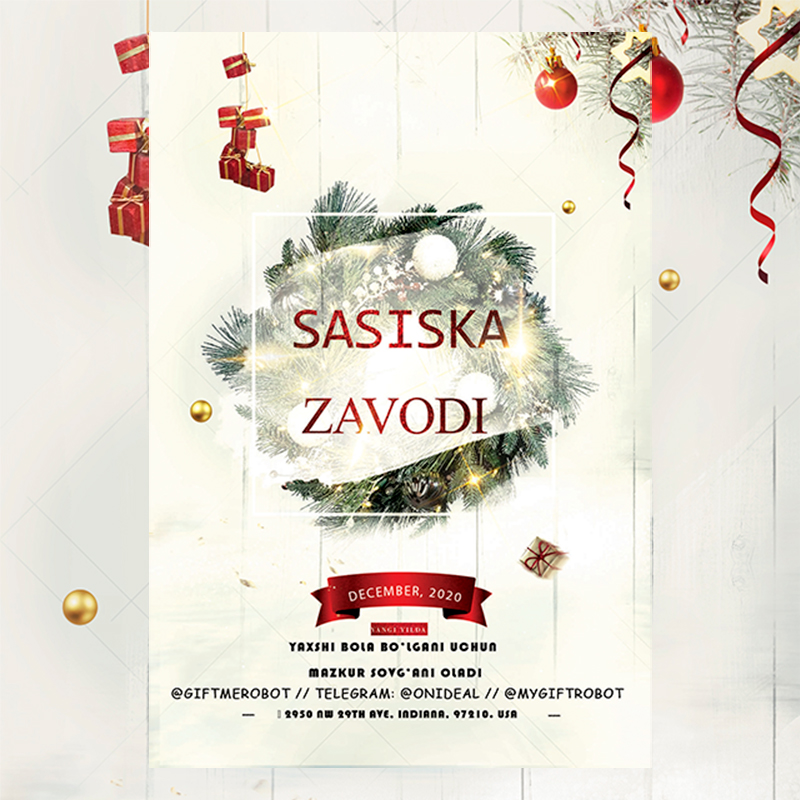 SASISKA
ZAVODI
DECEMBER, 2020
YANGI YILDA
YAXSHI BOLA BO'LGANI UCHUN
MAZKUR SOVG'ANI OLADI
@GIFTMEROBOT // TELEGRAM: @ONIDEAL // @MYGIFTROBOT
2950 NW 29TH AVE, INDIANA, 97210, USA